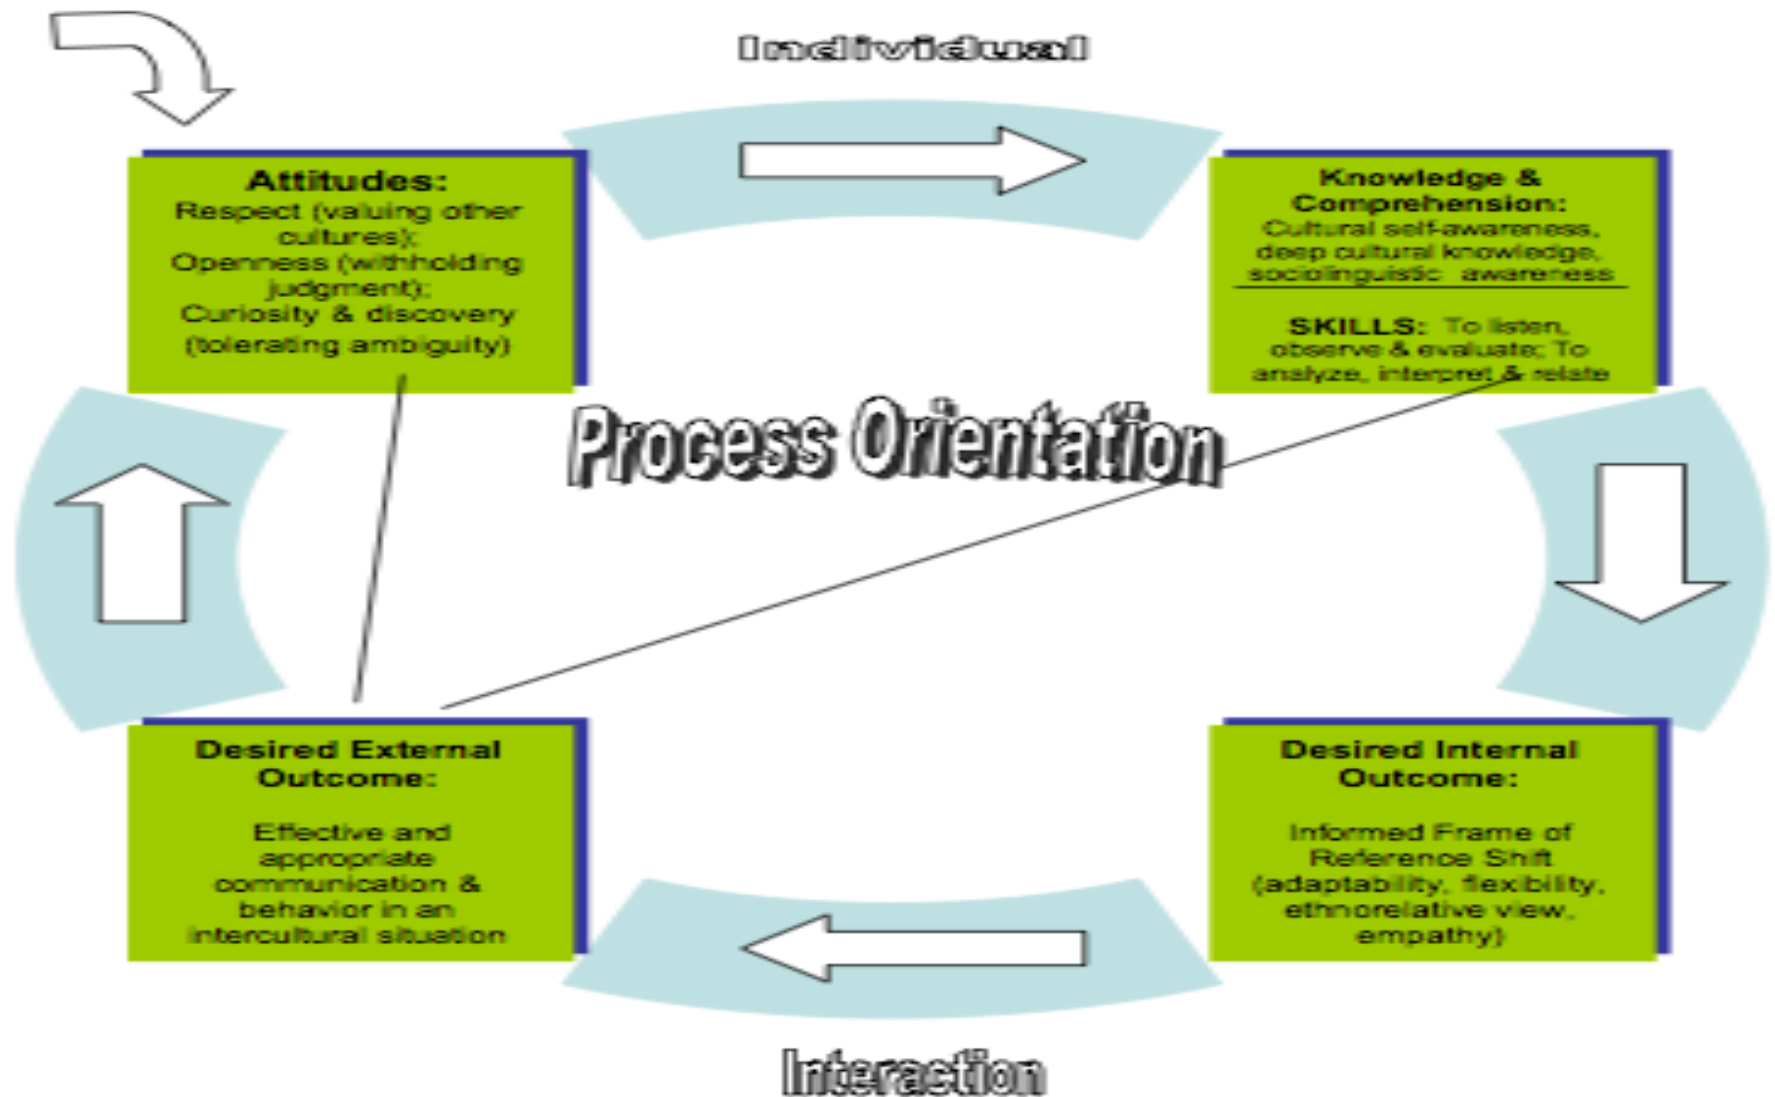 Individual
Attitudes:
Respect (valuing other
cultures);
Openness (withholding
judgment);
Curiosity & discovery
(tolerating ambiguity)
Knowledge &
Comprehension:
Cultural self-awareness,
deep cultural knowledge,
sociolinguistic awareness
SKILLS: To listen,
observe & evaluate; To
analyze, interpret & relate
Process Orientation
Desired External
Outcome:
Effective and
appropriate
communication &
behavior in an
intercultural situation
Desired Internal
Outcome:
Informed Frame of
Reference Shift
(adaptability, flexibility,
ethnorelative view,
empathy)
Interaction